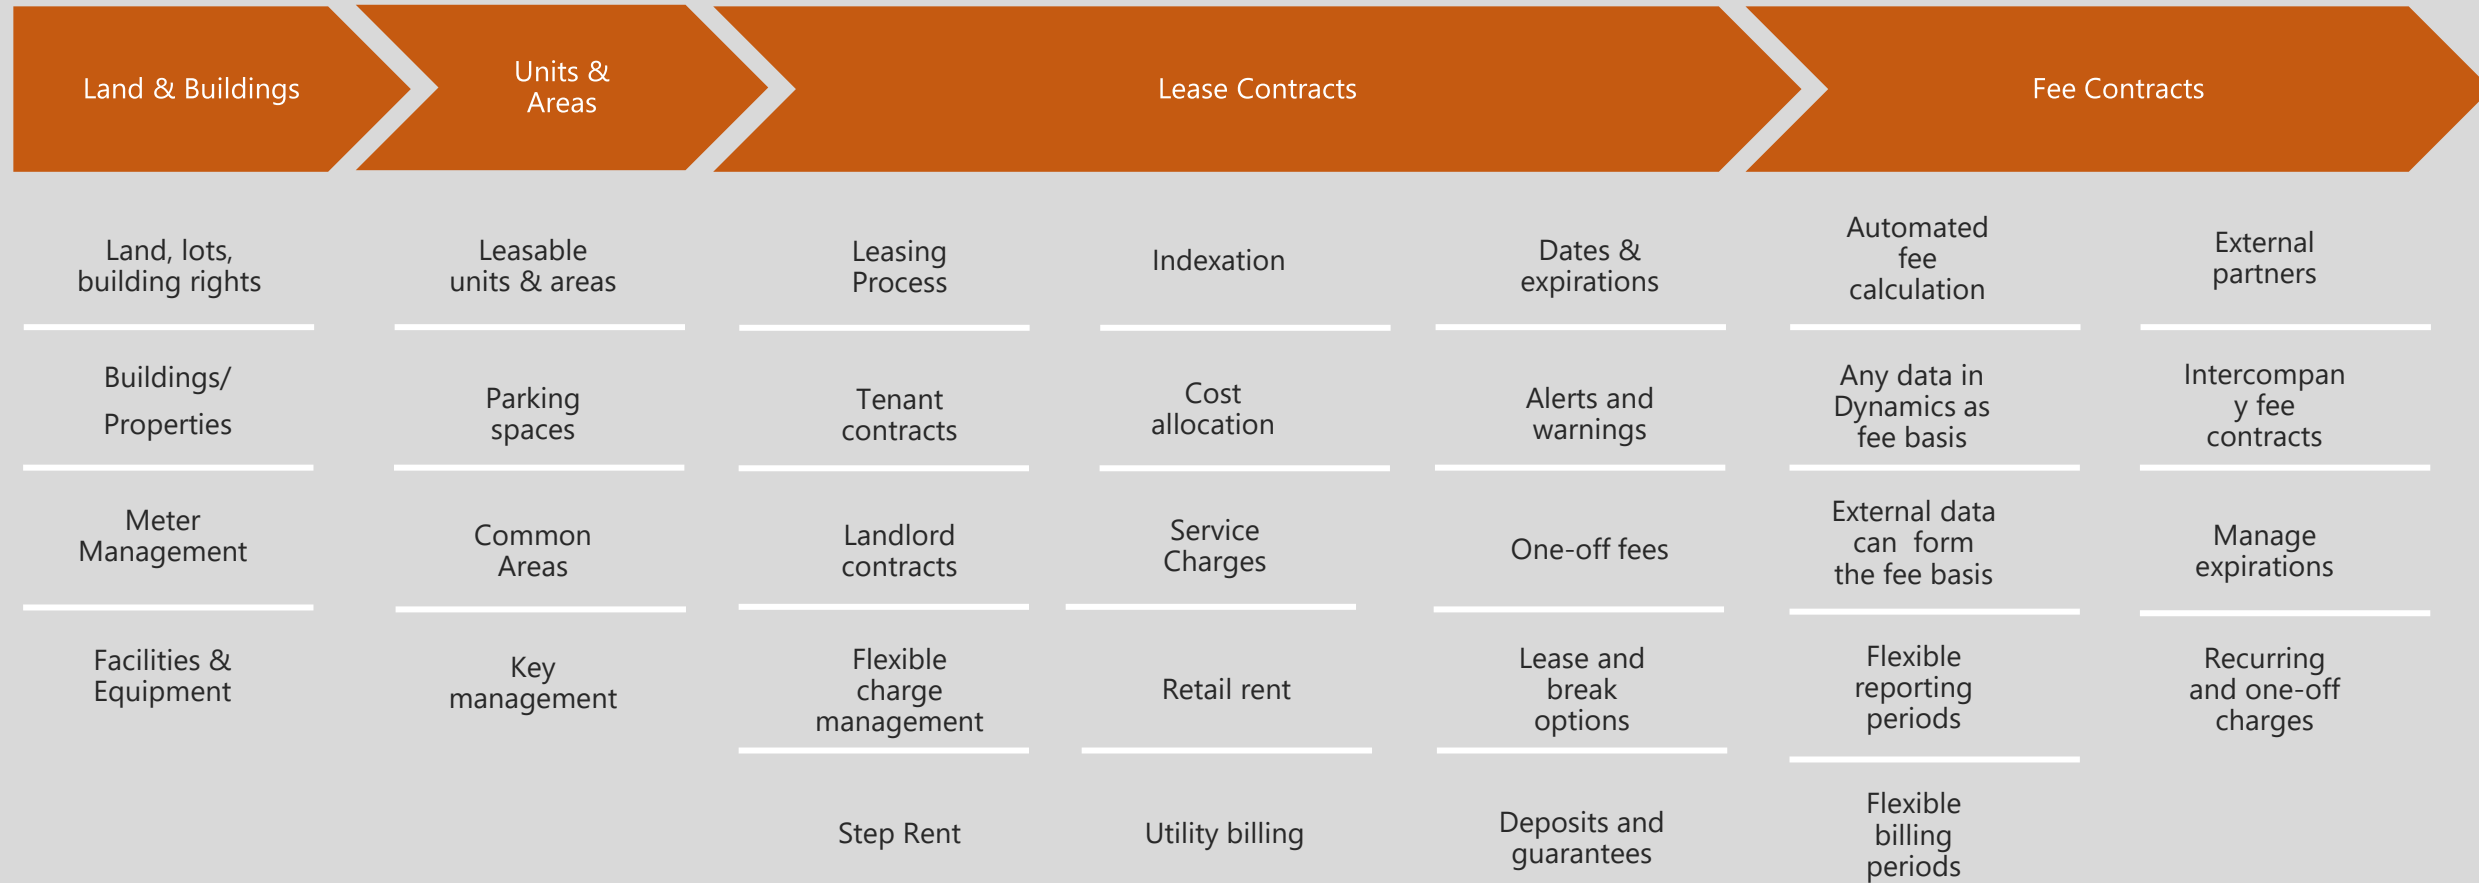 Land & Buildings
Units &
Areas
Lease Contracts
Fee Contracts
Land, lots,
building rights
Buildings/
Properties
Meter
Management
Facilities &
Equipment
Leasable
units & areas
Parking
spaces
Common
Areas
Key
management
Leasing
Process
Tenant
contracts
Landlord
contracts
Flexible
charge
management
Step Rent
Indexation
Cost
allocation
Service
Charges
Retail rent
Utility billing
Dates &
expirations
Alerts and
warnings
One-off fees
Lease and
break
options
Deposits and
guarantees
Automated
fee
calculation
Any data in
Dynamics as
fee basis
External data
can  form
the fee basis
Flexible
reporting
periods
Flexible
billing
periods
External
partners
Intercompan
y fee
contracts
Manage
expirations
Recurring
and one-off
charges